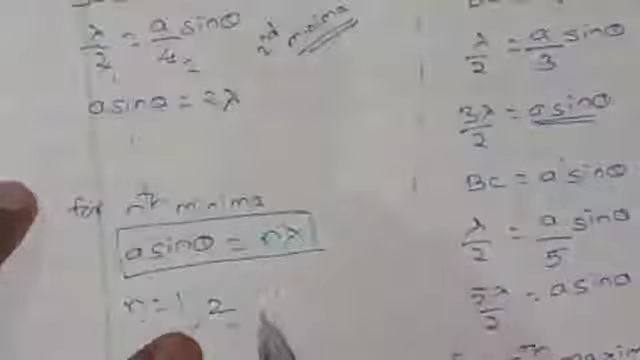 λ/2 = a sinθ/4
2nd minima
a sinθ = 2λ
for nth minima
a sinθ = nλ
n = 1, 2
λ/2 = a sinθ/3
3λ/2 = a sinθ
BC = a sinθ
λ/2 = a sinθ/5
5λ/2 = a sinθ